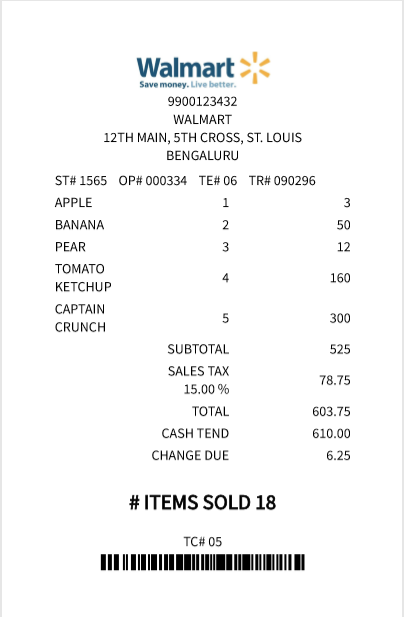 Walmart
Save money. Live better.
9900123432
WALMART
12TH MAIN, 5TH CROSS, ST. LOUIS
BENGALURU
ST# 1565 OP# 000334 TE# 06 TR# 090296
APPLE 1 3
BANANA 2 50
PEAR 3 12
TOMATO
KETCHUP 4 160
CAPTAIN
CRUNCH 5 300
SUBTOTAL 525
SALES TAX
15.00 % 78.75
TOTAL 603.75
CASH TEND 610.00
CHANGE DUE 6.25
# ITEMS SOLD 18
TC# 05